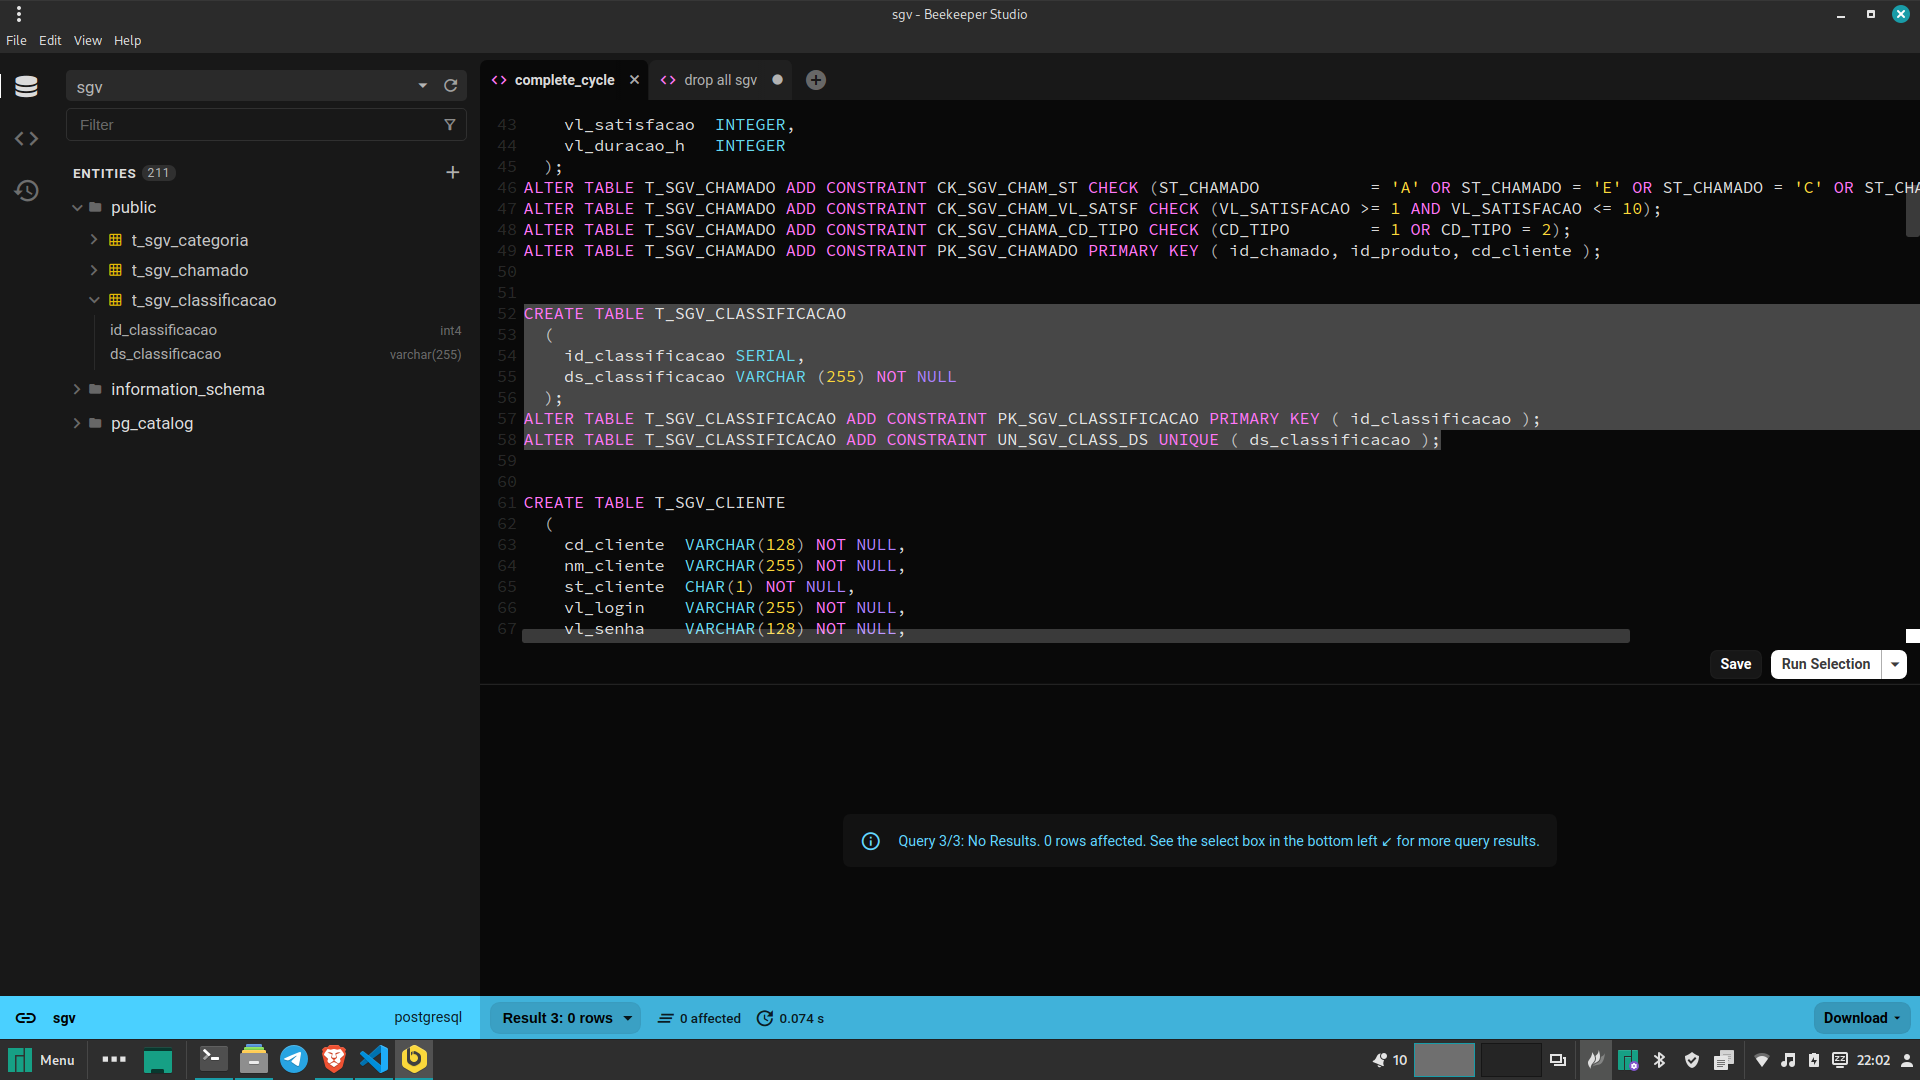 sgv - Beekeeper Studio
File Edit View Help
sgv
Filter
ENTITIES 211
public
t_sgv_categoria
t_sgv_chamado
t_sgv_classificacao
id_classificacao int4
ds_classificacao varchar(255)
information_schema
pg_catalog
complete_cycle
drop all sgv
43 vl_satisfacao INTEGER,
44 vl_duracao_h INTEGER
45 );
46 ALTER TABLE T_SGV_CHAMADO ADD CONSTRAINT CK_SGV_CHAM_ST CHECK (ST_CHAMADO = 'A' OR ST_CHAMADO = 'E' OR ST_CHAMADO = 'C' OR ST_CHA
47 ALTER TABLE T_SGV_CHAMADO ADD CONSTRAINT CK_SGV_CHAM_VL_SATSF CHECK (VL_SATISFACAO >= 1 AND VL_SATISFACAO <= 10);
48 ALTER TABLE T_SGV_CHAMADO ADD CONSTRAINT CK_SGV_CHAMA_CD_TIPO CHECK (CD_TIPO = 1 OR CD_TIPO = 2);
49 ALTER TABLE T_SGV_CHAMADO ADD CONSTRAINT PK_SGV_CHAMADO PRIMARY KEY ( id_chamado, id_produto, cd_cliente );
50
51
52 CREATE TABLE T_SGV_CLASSIFICACAO
53 (
54 id_classificacao SERIAL,
55 ds_classificacao VARCHAR (255) NOT NULL
56 );
57 ALTER TABLE T_SGV_CLASSIFICACAO ADD CONSTRAINT PK_SGV_CLASSIFICACAO PRIMARY KEY ( id_classificacao );
58 ALTER TABLE T_SGV_CLASSIFICACAO ADD CONSTRAINT UN_SGV_CLASS_DS UNIQUE ( ds_classificacao );
59
60
61 CREATE TABLE T_SGV_CLIENTE
62 (
63 cd_cliente VARCHAR(128) NOT NULL,
64 nm_cliente VARCHAR(255) NOT NULL,
65 st_cliente CHAR(1) NOT NULL,
66 vl_login VARCHAR(255) NOT NULL,
67 vl_senha VARCHAR(128) NOT NULL,
Save Run Selection
Query 3/3: No Results. 0 rows affected. See the select box in the bottom left ↙ for more query results.
sgv postgresql
Result 3: 0 rows 0 affected 0.074 s Download
Menu 10 22:02